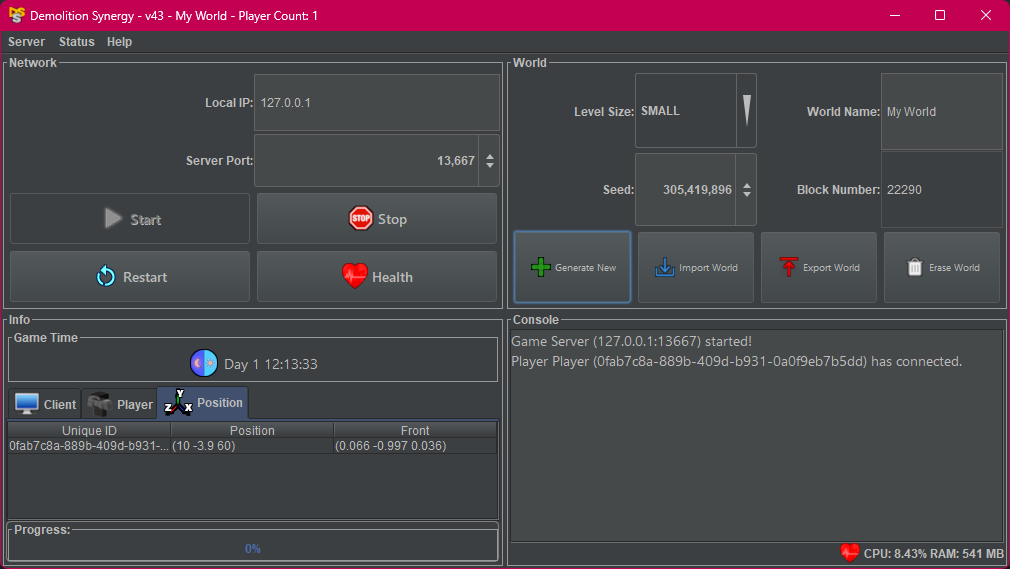 Demolition Synergy - v43 - My World - Player Count: 1
Server Status Help
Network
Local IP: 127.0.0.1
Server Port: 13,667
Start Stop
Restart Health
World
Level Size: SMALL World Name: My World
Seed: 305,419,896 Block Number: 22290
Generate New Import World Export World Erase World
Info
Game Time
Day 1 12:13:33
Client Player Position
Unique ID Position Front
0fab7c8a-889b-409d-b931-... (10 -3.9 60) (0.066 -0.997 0.036)
Progress:
0%
Console
Game Server (127.0.0.1:13667) started!
Player Player (0fab7c8a-889b-409d-b931-0a0f9eb7b5dd) has connected.
CPU: 8.43% RAM: 541 MB